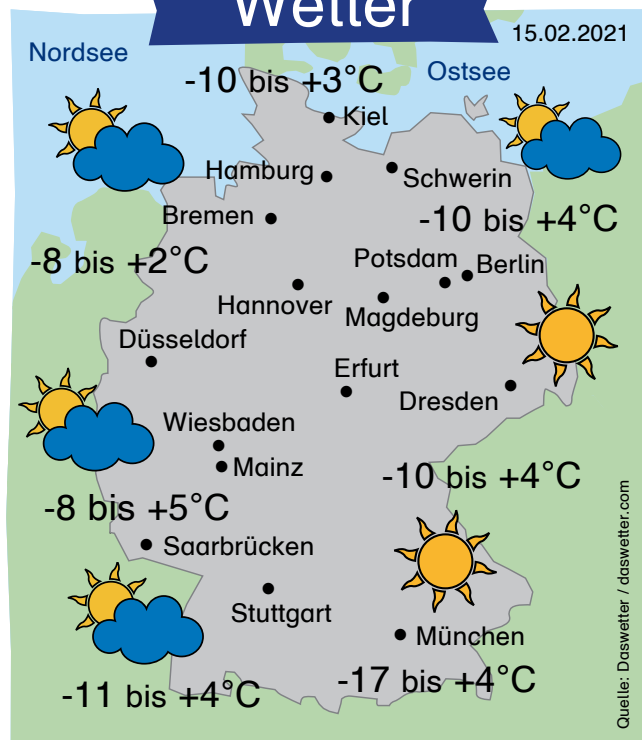 Wetter
15.02.2021
Nordsee
Ostsee
-10 bis +3°C
Kiel
Hamburg
Schwerin
Bremen
-10 bis +4°C
-8 bis +2°C
Potsdam
Berlin
Hannover
Magdeburg
Düsseldorf
Erfurt
Dresden
Wiesbaden
Mainz
-10 bis +4°C
-8 bis +5°C
Saarbrücken
Stuttgart
München
-17 bis +4°C
-11 bis +4°C
Quelle: Daswetter / daswetter.com